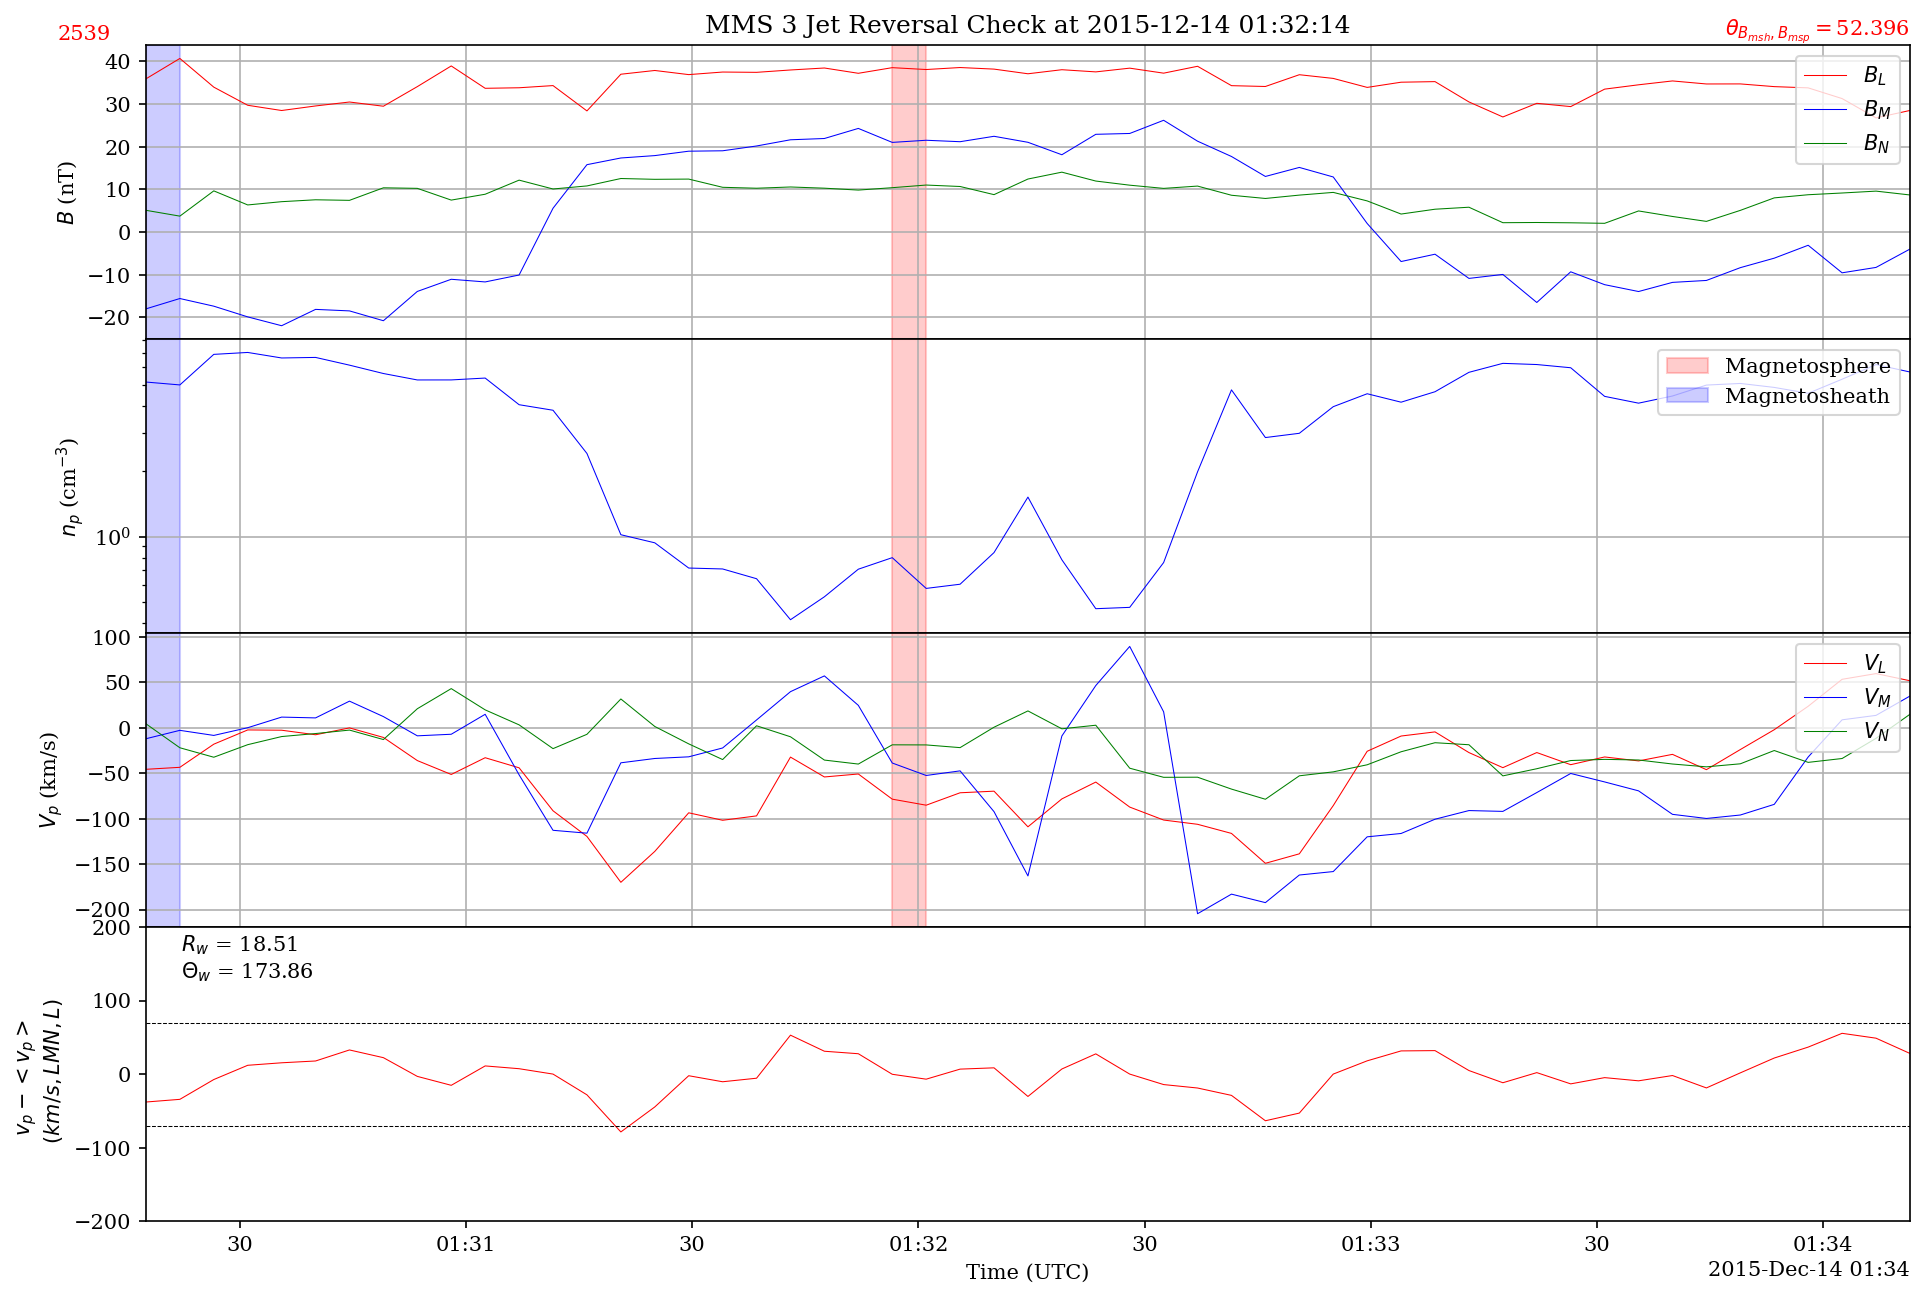 MMS 3 Jet Reversal Check at 2015-12-14 01:32:14
2539
θ_{B_{msh}, B_{msp}} = 52.396
40
30
20
10
0
−10
−20
B (nT)
B_L
B_M
B_N
10^0
n_p (cm^{−3})
Magnetosphere
Magnetosheath
100
50
0
−50
−100
−150
−200
V_p (km/s)
V_L
V_M
V_N
200
100
0
−100
−200
v_p − < v_p >
(km/s, LMN, L)
R_w = 18.51
Θ_w = 173.86
30
01:31
30
01:32
30
01:33
30
01:34
Time (UTC)
2015-Dec-14 01:34